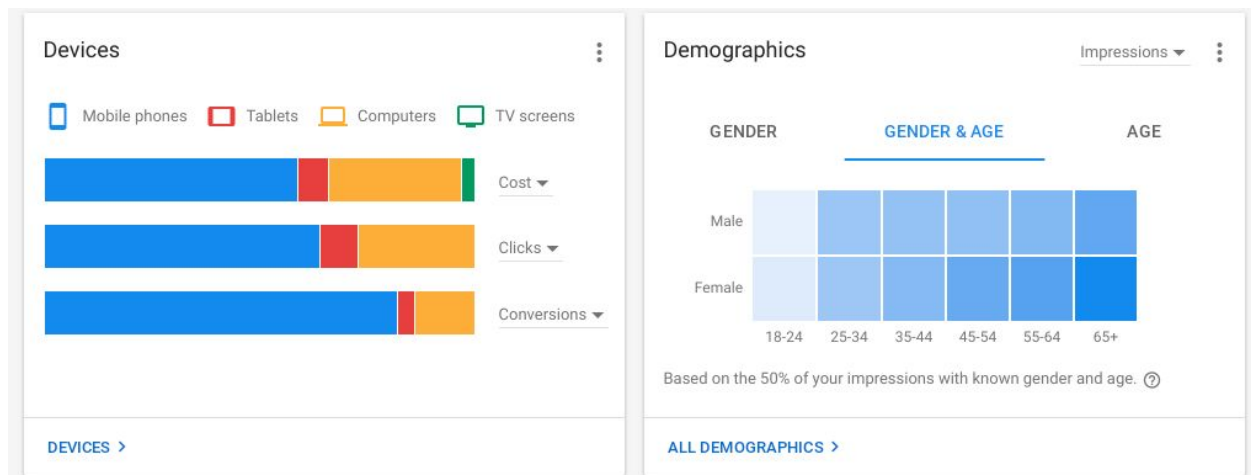 Devices
Mobile phones Tablets Computers TV screens
Cost
Clicks
Conversions
DEVICES >
Demographics
Impressions
GENDER GENDER & AGE AGE
Male
Female
18-24 25-34 35-44 45-54 55-64 65+
Based on the 50% of your impressions with known gender and age. ?
ALL DEMOGRAPHICS >